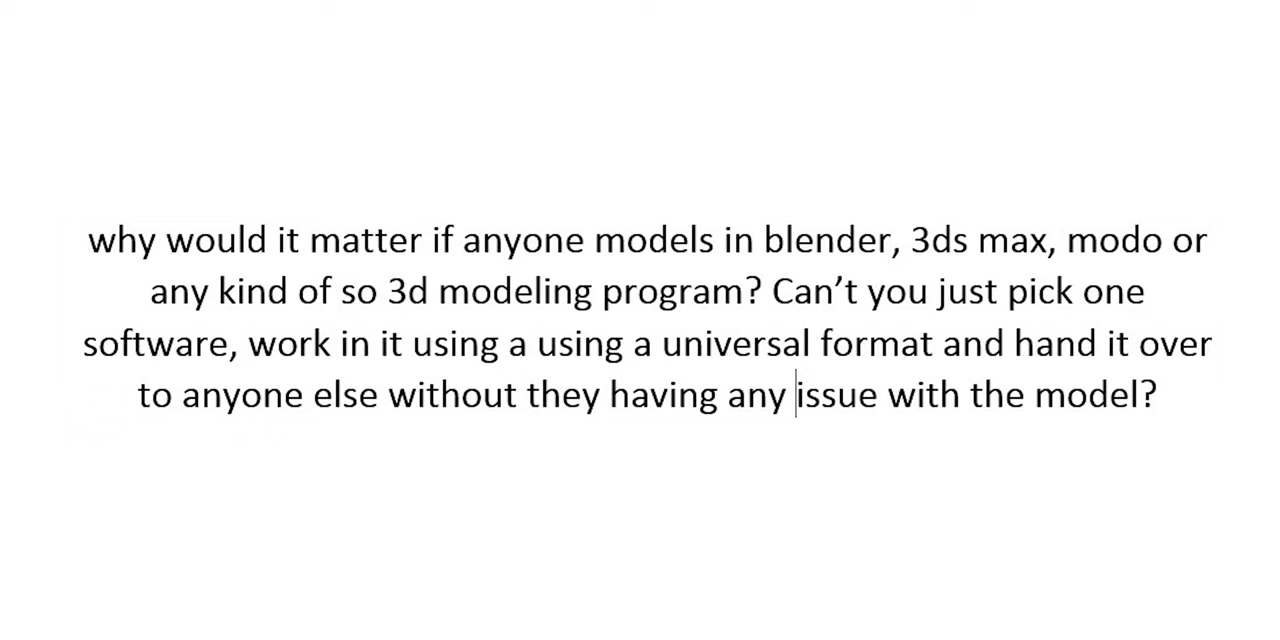 why would it matter if anyone models in blender, 3ds max, modo or
any kind of so 3d modeling program? Can’t you just pick one
software, work in it using a using a universal format and hand it over
to anyone else without they having any issue with the model?